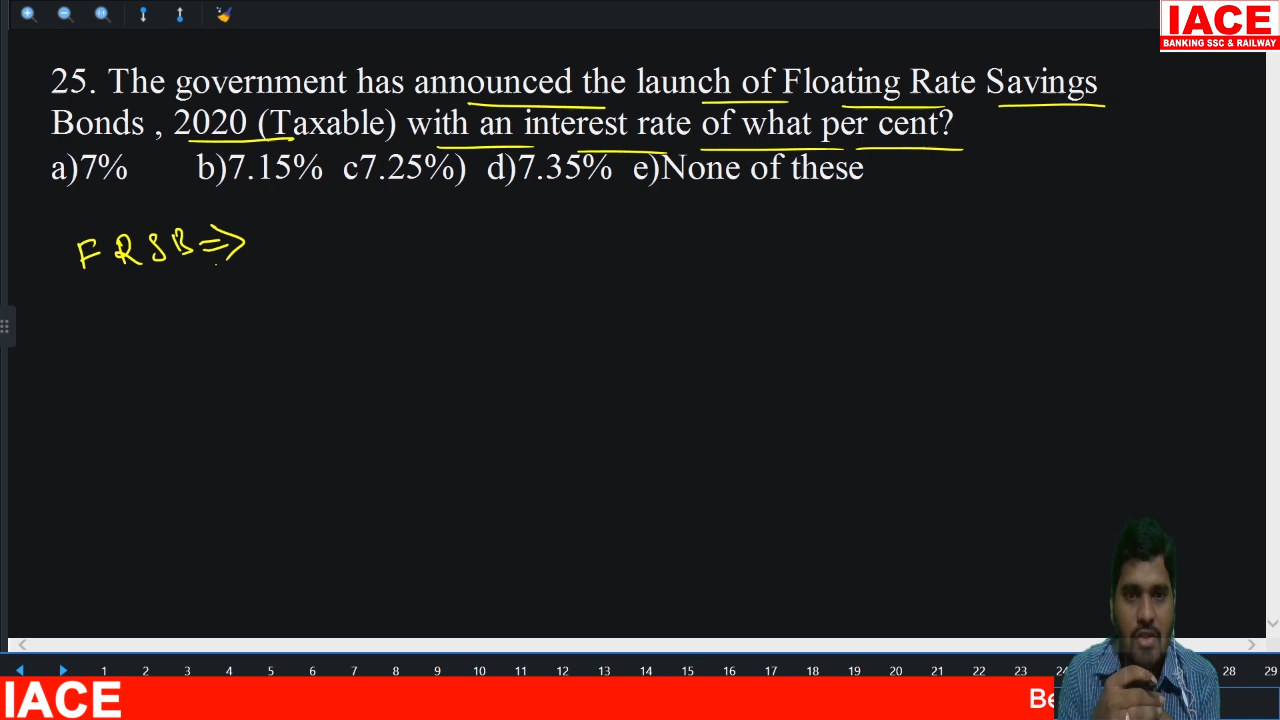 IACE
BANKING SSC & RAILWAY
25. The government has announced the launch of Floating Rate Savings
Bonds , 2020 (Taxable) with an interest rate of what per cent?
a)7% b)7.15% c7.25%) d)7.35% e)None of these
F R S B ⇒
1 2 3 4 5 6 7 8 9 10 11 12 13 14 15 16 17 18 19 20 21 22 23 28 29
IACE